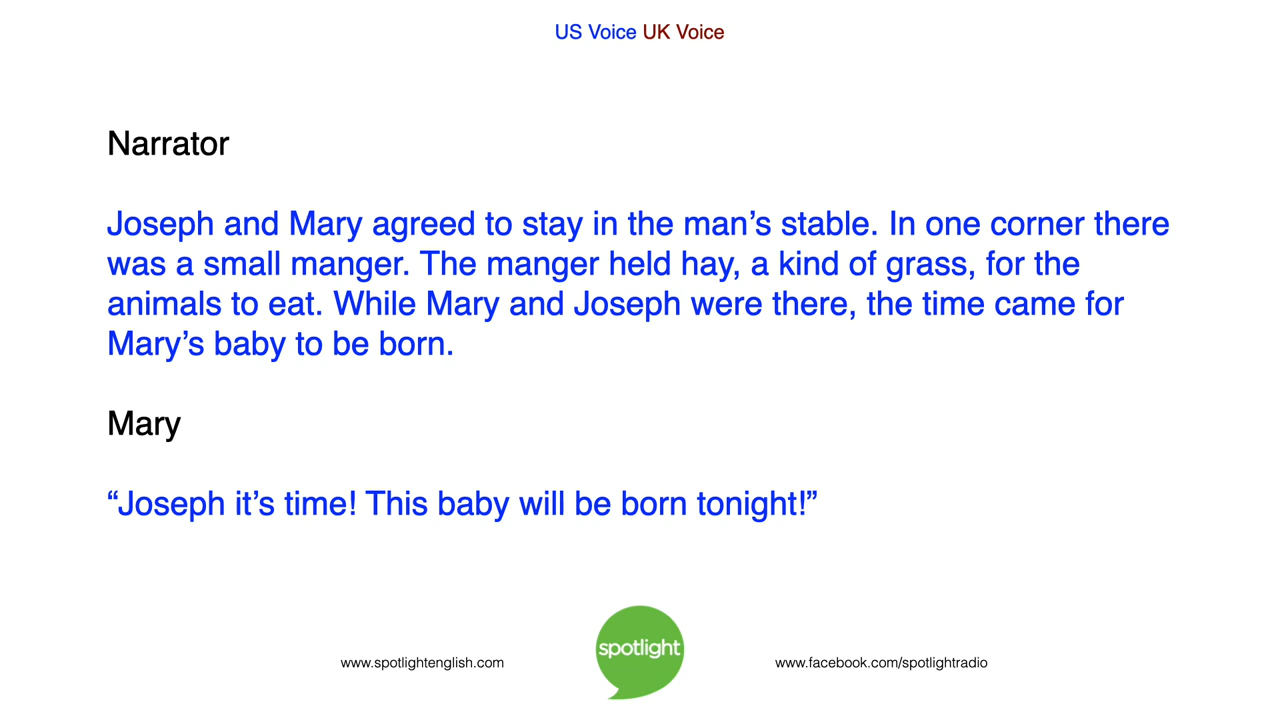 US Voice UK Voice
Narrator
Joseph and Mary agreed to stay in the man’s stable. In one corner there
was a small manger. The manger held hay, a kind of grass, for the
animals to eat. While Mary and Joseph were there, the time came for
Mary’s baby to be born.
Mary
“Joseph it’s time! This baby will be born tonight!”
www.spotlightenglish.com
spotlight
www.facebook.com/spotlightradio